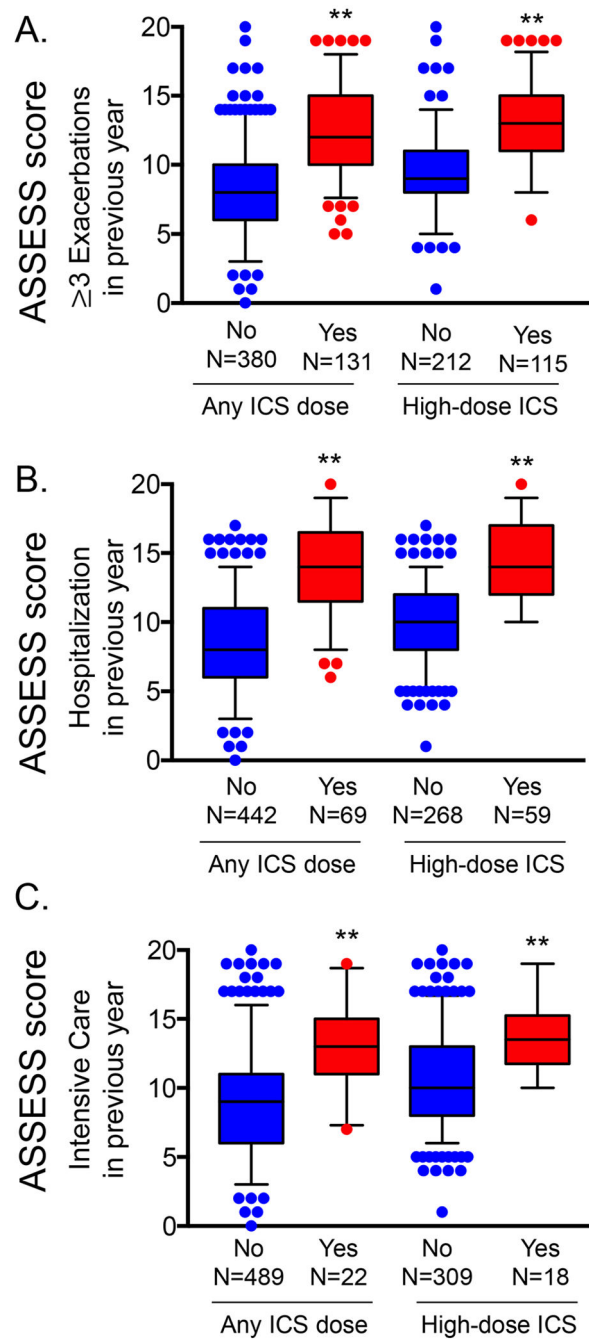 A.
ASSESS score
≥3 Exacerbations
in previous year
20
15
10
5
0
** **
No Yes No Yes
N=380 N=131 N=212 N=115
Any ICS dose High-dose ICS
B.
ASSESS score
Hospitalization
in previous year
20
15
10
5
0
** **
No Yes No Yes
N=442 N=69 N=268 N=59
Any ICS dose High-dose ICS
C.
ASSESS score
Intensive Care
in previous year
20
15
10
5
0
** **
No Yes No Yes
N=489 N=22 N=309 N=18
Any ICS dose High-dose ICS